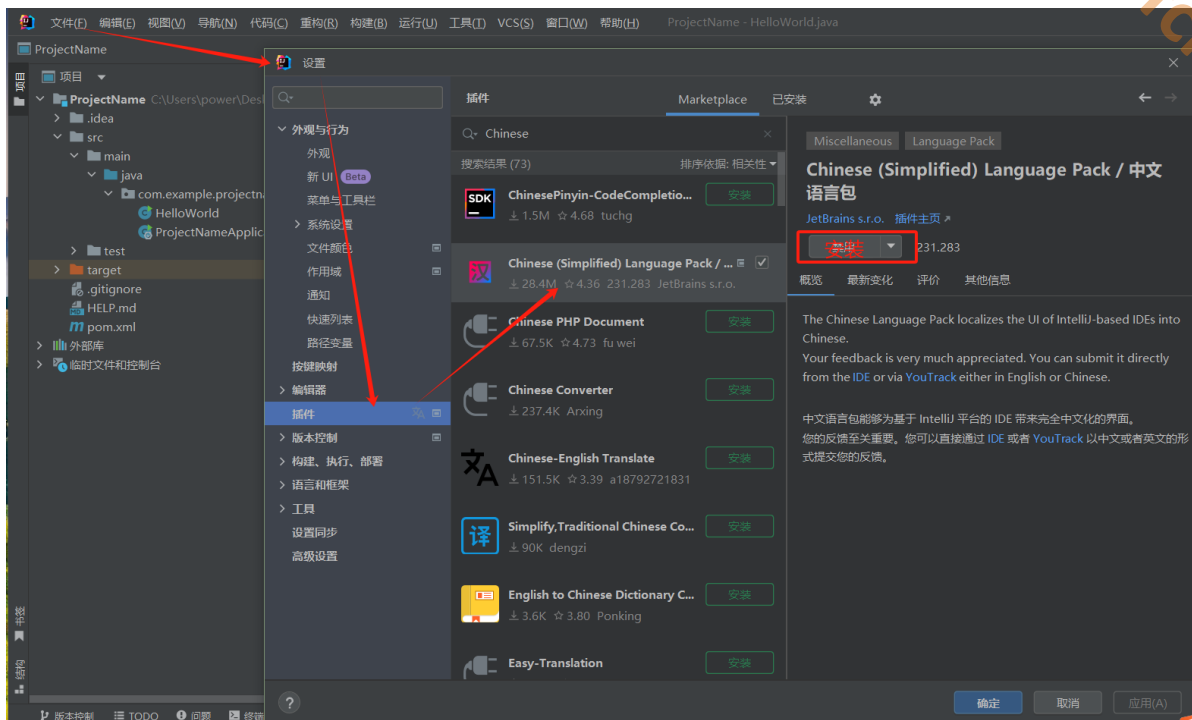 文件(F) 编辑(E) 视图(V) 导航(N) 代码(C) 重构(R) 构建(B) 运行(U) 工具(T) VCS(S) 窗口(W) 帮助(H) ProjectName - HelloWorld.java
ProjectName
项目
项目
ProjectName C:\Users\power\Des
.idea
src
main
java
com.example.projectn
HelloWorld
ProjectNameApplic
test
target
.gitignore
HELP.md
pom.xml
外部库
临时文件和控制台
书签
结构
版本控制 TODO 问题 终端
设置
外观与行为
外观
新 UI Beta
菜单与工具栏
系统设置
文件颜色
作用域
通知
快速列表
路径变量
按键映射
编辑器
插件
版本控制
构建、执行、部署
语言和框架
工具
设置同步
高级设置
插件 Marketplace 已安装
Chinese
搜索结果 (73) 排序依据: 相关性
SDK
ChinesePinyin-CodeCompletio... 安装
1.5M 4.68 tuchg
汉
Chinese (Simplified) Language Pack / ...
28.4M 4.36 231.283 JetBrains s.r.o.
Chinese PHP Document 安装
67.5K 4.73 fu wei
Chinese Converter 安装
237.4K Arxing
文A
Chinese-English Translate 安装
151.5K 3.39 a18792721831
译
Simplify,Traditional Chinese Co... 安装
90K dengzi
English to Chinese Dictionary C... 安装
3.6K 3.80 Ponking
Easy-Translation 安装
Miscellaneous Language Pack
Chinese (Simplified) Language Pack / 中文
语言包
JetBrains s.r.o. 插件主页
安装 231.283
概览 最新变化 评价 其他信息
The Chinese Language Pack localizes the UI of IntelliJ-based IDEs into
Chinese.
Your feedback is very much appreciated. You can submit it directly
from the IDE or via YouTrack either in English or Chinese.
中文语言包能够为基于 IntelliJ 平台的 IDE 带来完全中文化的界面。
您的反馈至关重要。您可以直接通过 IDE 或者 YouTrack 以中文或者英文的形
式提交您的反馈。
?
确定 取消 应用(A)